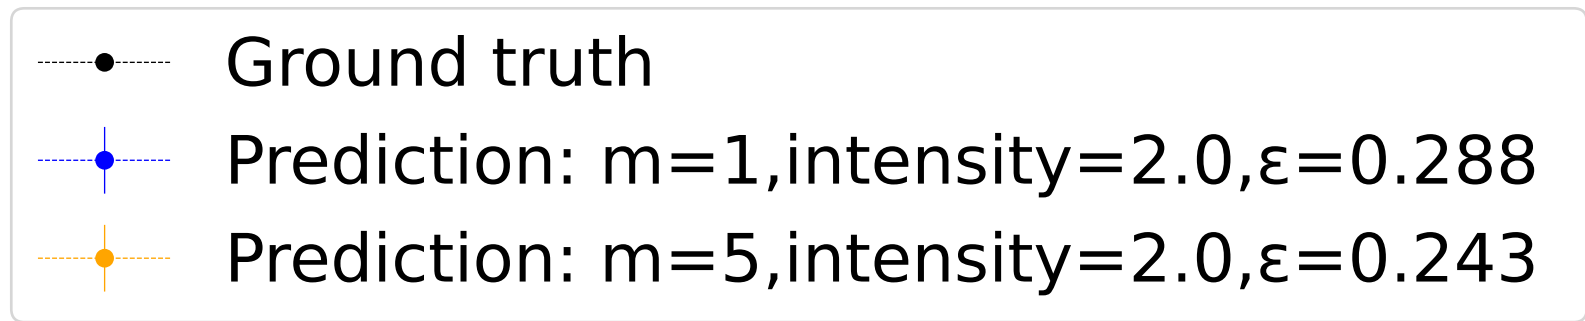 Ground truth
Prediction: m=1,intensity=2.0,ε=0.288
Prediction: m=5,intensity=2.0,ε=0.243